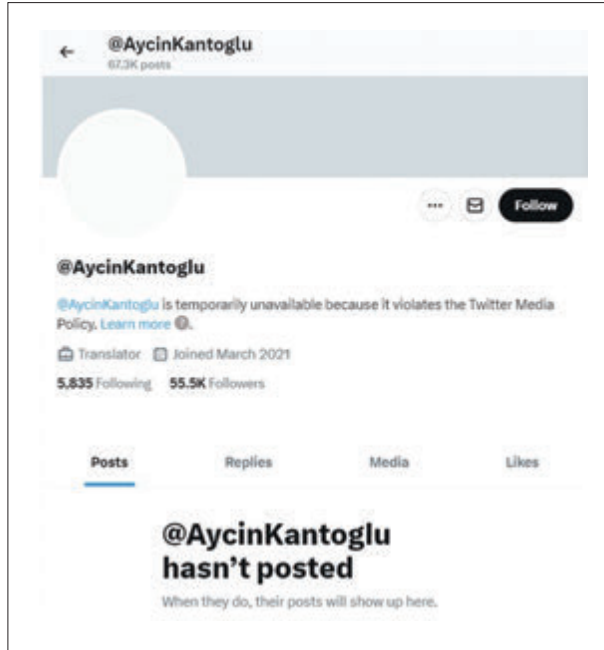 @AycinKantoglu
67.3K posts
Follow
@AycinKantoglu
@AycinKantoglu is temporarily unavailable because it violates the Twitter Media
Policy. Learn more
Translator Joined March 2021
5,835 Following 55.5K Followers
Posts Replies Media Likes
@AycinKantoglu
hasn't posted
When they do, their posts will show up here.